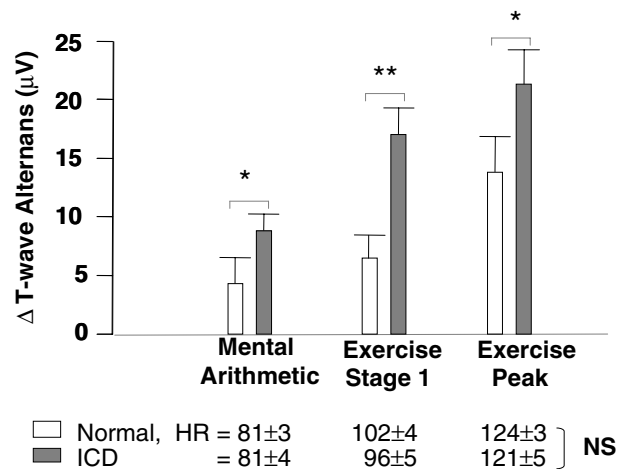 *
25
**
20
15
*
10
5
0
Δ T-wave Alternans (μV)
Mental Arithmetic
Exercise Stage 1
Exercise Peak
Normal, HR = 81±3 102±4 124±3
ICD = 81±4 96±5 121±5
NS